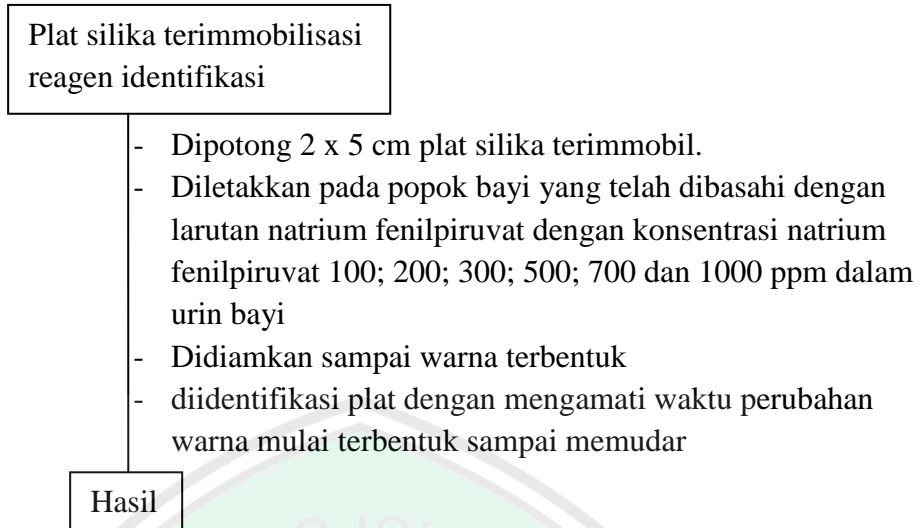 Plat silika terimmobilisasi
reagen identifikasi
- Dipotong 2 x 5 cm plat silika terimmobil.
- Diletakkan pada popok bayi yang telah dibasahi dengan
larutan natrium fenilpiruvat dengan konsentrasi natrium
fenilpiruvat 100; 200; 300; 500; 700 dan 1000 ppm dalam
urin bayi
- Didiamkan sampai warna terbentuk
- diidentifikasi plat dengan mengamati waktu perubahan
warna mulai terbentuk sampai memudar
Hasil